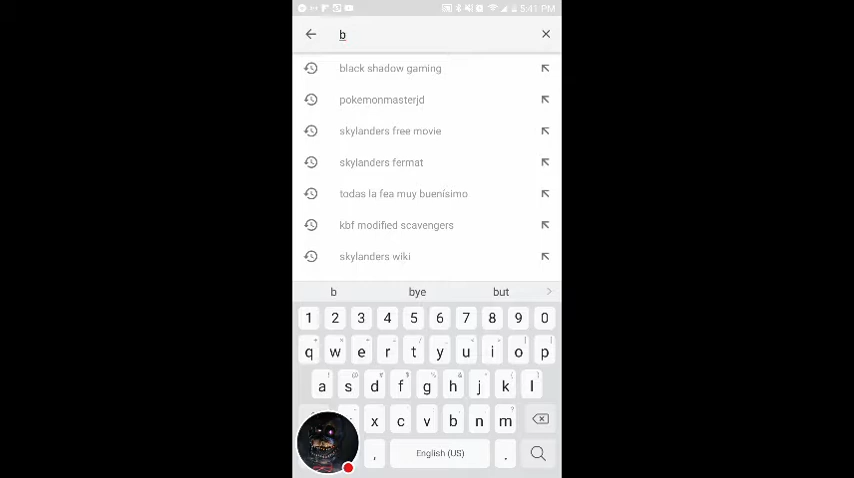 5:41 PM
b
black shadow gaming
pokemonmasterjd
skylanders free movie
skylanders fermat
todas la fea muy buenísimo
kbf modified scavengers
skylanders wiki
b bye but
1 2 3 4 5 6 7 8 9 0
q w e r t y u i o p
a s d f g h j k l
x c v b n m
, English (US) .